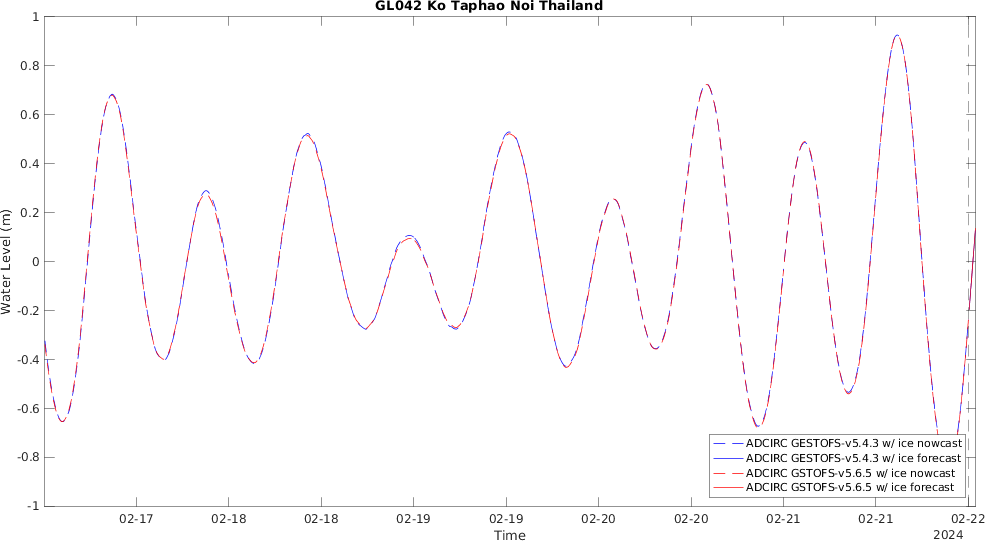 GL042 Ko Taphao Noi Thailand
1
0.8
0.6
0.4
0.2
0
-0.2
-0.4
-0.6
-0.8
-1
Water Level (m)
ADCIRC GESTOFS-v5.4.3 w/ ice nowcast
ADCIRC GESTOFS-v5.4.3 w/ ice forecast
ADCIRC GSTOFS-v5.6.5 w/ ice nowcast
ADCIRC GSTOFS-v5.6.5 w/ ice forecast
02-17 02-18 02-18 02-19 02-19 02-20 02-20 02-21 02-21 02-22
Time 2024